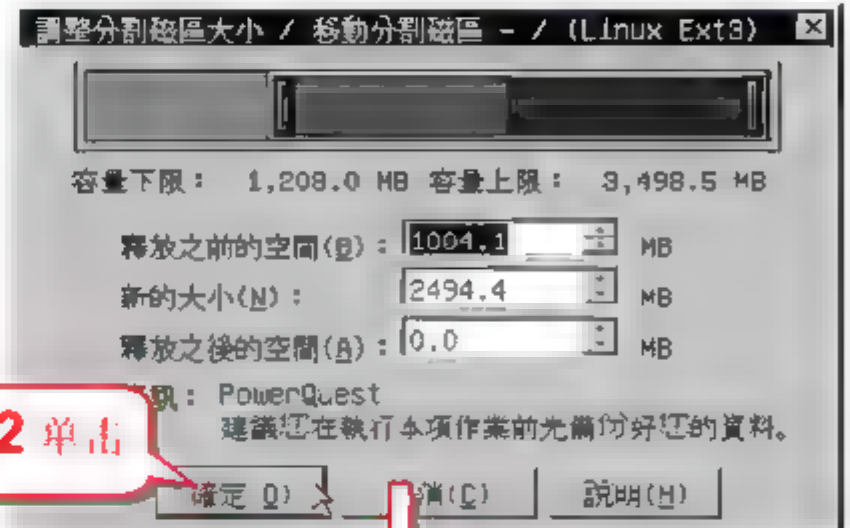 調整分割磁區大小 / 移動分割磁區 - / (Linux Ext3)
容量下限： 1,208.0 MB 容量上限： 3,498.5 MB
釋放之前的空間(B)： 1004.1 MB
新的大小(N)： 2494.4 MB
釋放之後的空間(A)： 0.0 MB
訊： PowerQuest
建議您在執行本項作業前先備份好您的資料。
2 单击
確定 O) 消(C) 說明(H)